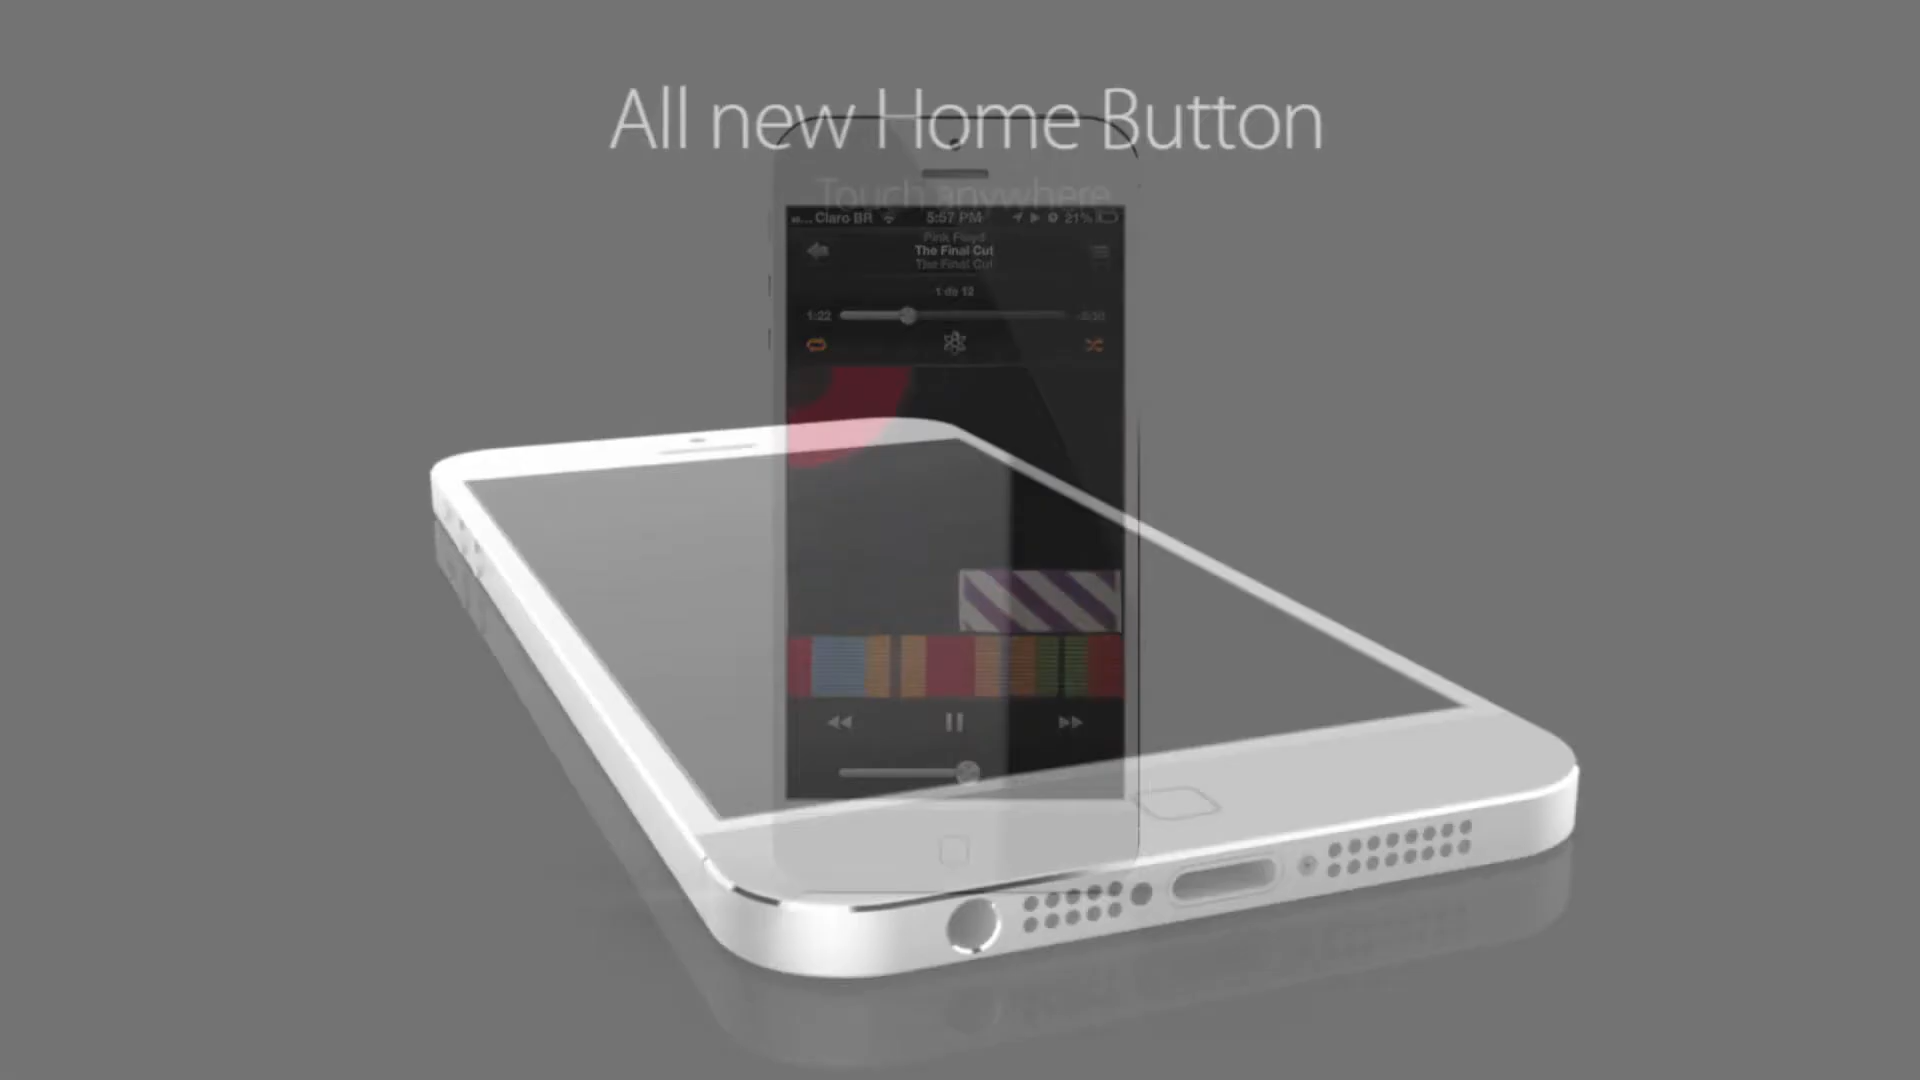 All new Home Button
Touch anywhere
... Claro BR 5:57 PM 21%
Pink Floyd
The Final Cut
The Final Cut
1 de 12
1:22